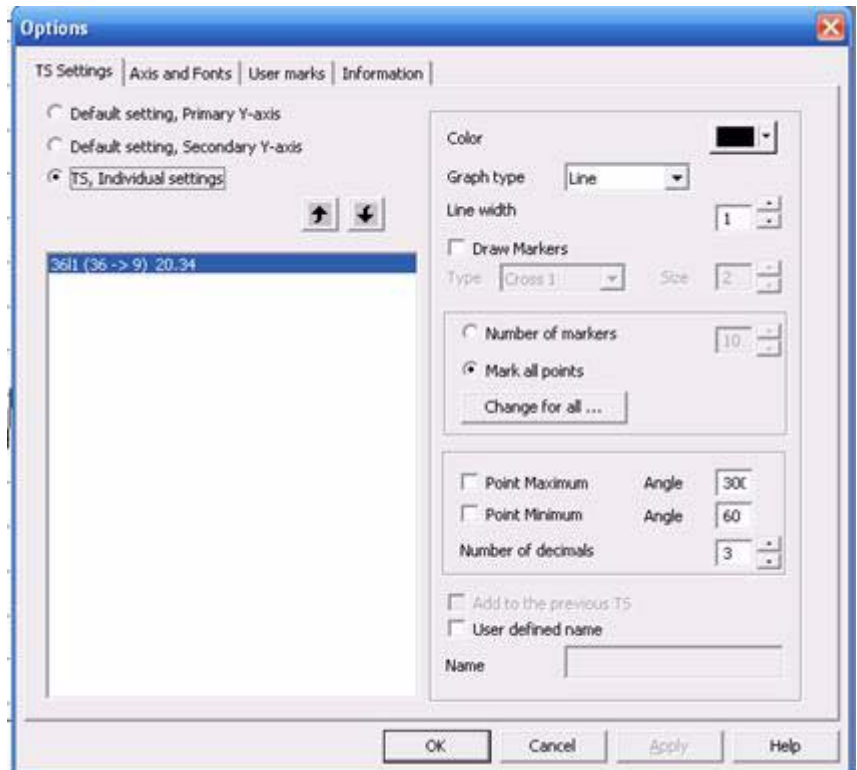 Options
TS Settings Axis and Fonts User marks Information
Default setting, Primary Y-axis
Default setting, Secondary Y-axis
TS, Individual settings
36l1 (36 -> 9) 20.34
Color
Graph type Line
Line width 1
Draw Markers
Type Cross 1 Size 2
Number of markers 10
Mark all points
Change for all ...
Point Maximum Angle 300
Point Minimum Angle 60
Number of decimals 3
Add to the previous TS
User defined name
Name
OK Cancel Apply Help